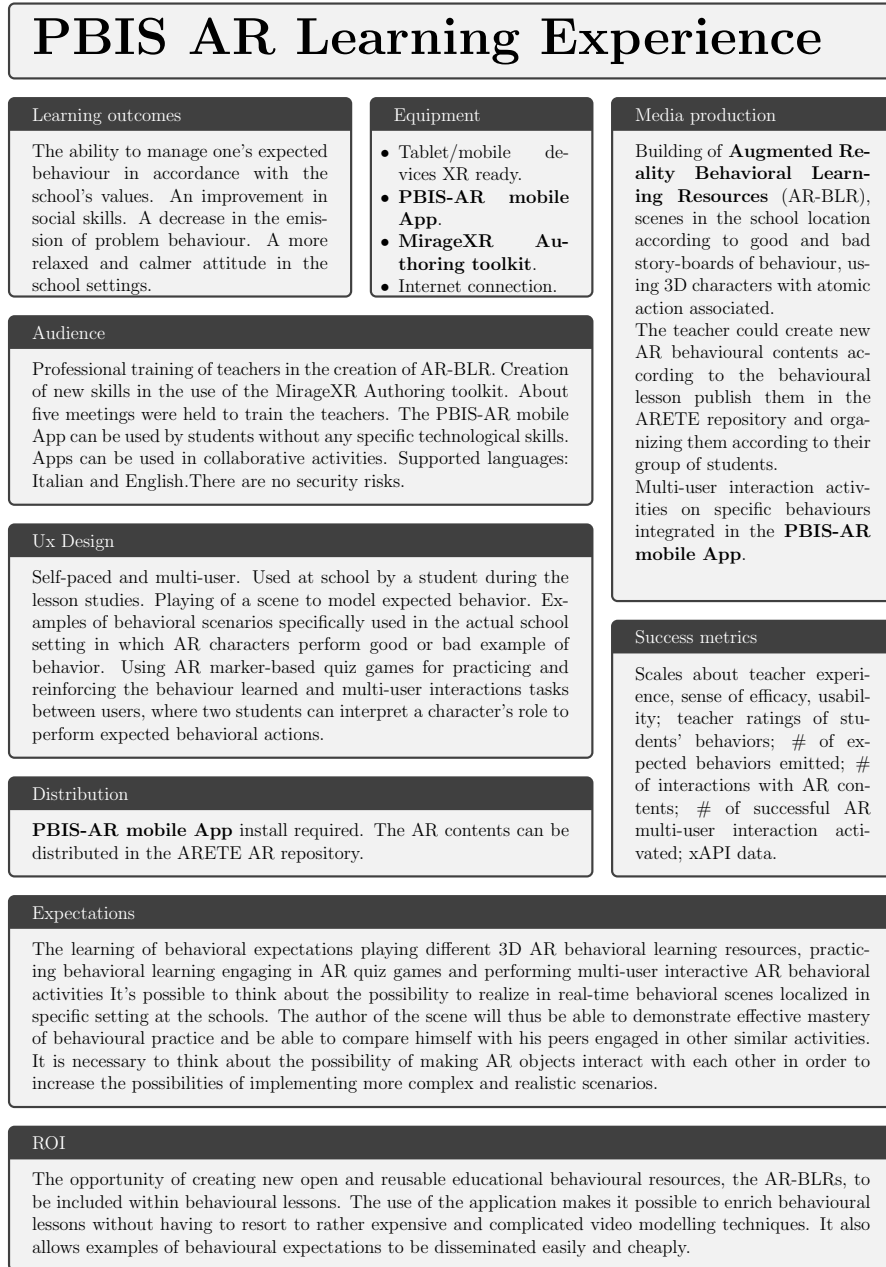 PBIS AR Learning Experience
Learning outcomes
The ability to manage one's expected
behaviour in accordance with the
school's values. An improvement in
social skills. A decrease in the emis-
sion of problem behaviour. A more
relaxed and calmer attitude in the
school settings.
Equipment
• Tablet/mobile de-
vices XR ready.
• PBIS-AR mobile
App.
• MirageXR Au-
thoring toolkit.
• Internet connection.
Media production
Building of Augmented Re-
ality Behavioral Learn-
ing Resources (AR-BLR),
scenes in the school location
according to good and bad
story-boards of behaviour, us-
ing 3D characters with atomic
action associated.
The teacher could create new
AR behavioural contents ac-
cording to the behavioural
lesson publish them in the
ARETE repository and orga-
nizing them according to their
group of students.
Multi-user interaction activ-
ities on specific behaviours
integrated in the PBIS-AR
mobile App.
Audience
Professional training of teachers in the creation of AR-BLR. Creation
of new skills in the use of the MirageXR Authoring toolkit. About
five meetings were held to train the teachers. The PBIS-AR mobile
App can be used by students without any specific technological skills.
Apps can be used in collaborative activities. Supported languages:
Italian and English.There are no security risks.
Ux Design
Self-paced and multi-user. Used at school by a student during the
lesson studies. Playing of a scene to model expected behavior. Ex-
amples of behavioral scenarios specifically used in the actual school
setting in which AR characters perform good or bad example of
behavior. Using AR marker-based quiz games for practicing and
reinforcing the behaviour learned and multi-user interactions tasks
between users, where two students can interpret a character's role to
perform expected behavioral actions.
Success metrics
Scales about teacher experi-
ence, sense of efficacy, usabil-
ity; teacher ratings of stu-
dents' behaviors; # of ex-
pected behaviors emitted; #
of interactions with AR con-
tents; # of successful AR
multi-user interaction acti-
vated; xAPI data.
Distribution
PBIS-AR mobile App install required. The AR contents can be
distributed in the ARETE AR repository.
Expectations
The learning of behavioral expectations playing different 3D AR behavioral learning resources, practic-
ing behavioral learning engaging in AR quiz games and performing multi-user interactive AR behavioral
activities It's possible to think about the possibility to realize in real-time behavioral scenes localized in
specific setting at the schools. The author of the scene will thus be able to demonstrate effective mastery
of behavioural practice and be able to compare himself with his peers engaged in other similar activities.
It is necessary to think about the possibility of making AR objects interact with each other in order to
increase the possibilities of implementing more complex and realistic scenarios.
ROI
The opportunity of creating new open and reusable educational behavioural resources, the AR-BLRs, to
be included within behavioural lessons. The use of the application makes it possible to enrich behavioural
lessons without having to resort to rather expensive and complicated video modelling techniques. It also
allows examples of behavioural expectations to be disseminated easily and cheaply.